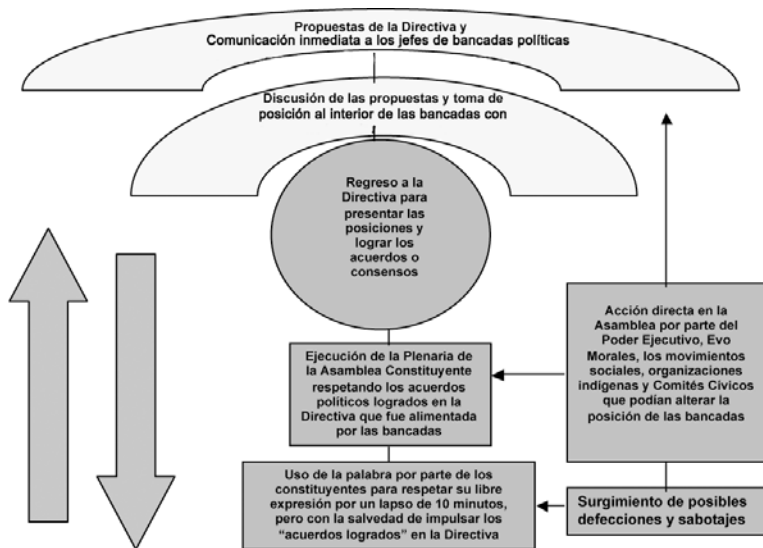 Propuestas de la Directiva y
Comunicación inmediata a los jefes de bancadas políticas
Discusión de las propuestas y toma de
posición al interior de las bancadas con
Regreso a la
Directiva para
presentar las
posiciones y
lograr los
acuerdos o
consensos
Acción directa en la
Asamblea por parte del
Poder Ejecutivo, Evo
Morales, los movimientos
sociales, organizaciones
indígenas y Comités Cívicos
que podían alterar la
posición de las bancadas
Ejecución de la Plenaria de
la Asamblea Constituyente
respetando los acuerdos
políticos logrados en la
Directiva que fue alimentada
por las bancadas
Uso de la palabra por parte de los
constituyentes para respetar su libre
expresión por un lapso de 10 minutos,
pero con la salvedad de impulsar los
“acuerdos logrados” en la Directiva
Surgimiento de posibles
defecciones y sabotajes